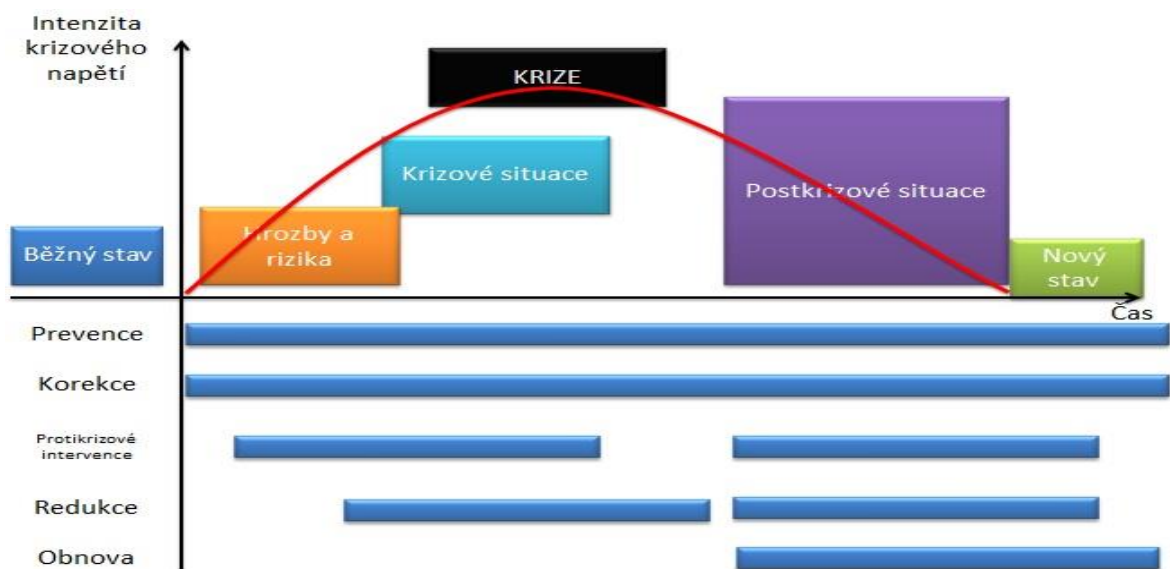 Intenzita
krizového
napětí
KRIZE
Krizové situace
Postkrizové situace
Hrozby a
rizika
Běžný stav
Nový
stav
Čas
Prevence
Korekce
Protikrizové
intervence
Redukce
Obnova